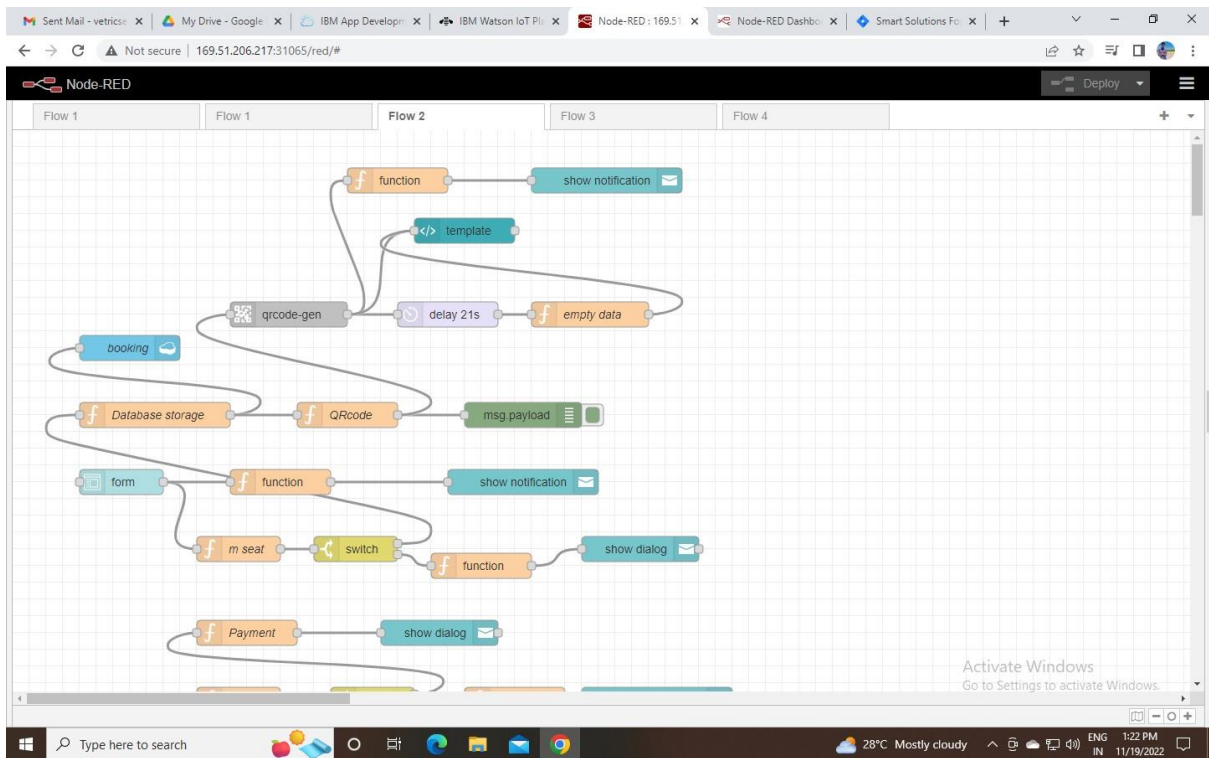 Sent Mail - vetricse
My Drive - Google
IBM App Developm
IBM Watson IoT Pla
Node-RED : 169.51
Node-RED Dashbo
Smart Solutions Fo
Not secure | 169.51.206.217:31065/red/#
Node-RED
Deploy
Flow 1
Flow 1
Flow 2
Flow 3
Flow 4
function
show notification
template
qrcode-gen
delay 21s
empty data
booking
Database storage
QRcode
msg.payload
form
function
show notification
m seat
switch
function
show dialog
Payment
show dialog
Activate Windows
Go to Settings to activate Windows.
Type here to search
28°C Mostly cloudy
ENG
IN
1:22 PM
11/19/2022